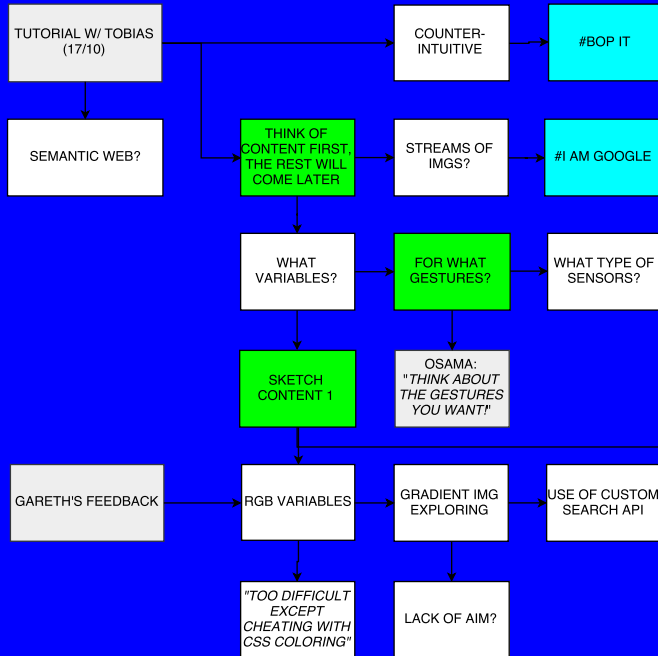 TUTORIAL W/ TOBIAS
(17/10)
COUNTER-
INTUITIVE
#BOP IT
SEMANTIC WEB?
THINK OF
CONTENT FIRST,
THE REST WILL
COME LATER
STREAMS OF
IMGS?
#I AM GOOGLE
WHAT
VARIABLES?
FOR WHAT
GESTURES?
WHAT TYPE OF
SENSORS?
SKETCH
CONTENT 1
OSAMA:
"THINK ABOUT
THE GESTURES
YOU WANT!"
GARETH'S FEEDBACK
RGB VARIABLES
GRADIENT IMG
EXPLORING
USE OF CUSTOM
SEARCH API
"TOO DIFFICULT
EXCEPT
CHEATING WITH
CSS COLORING"
LACK OF AIM?